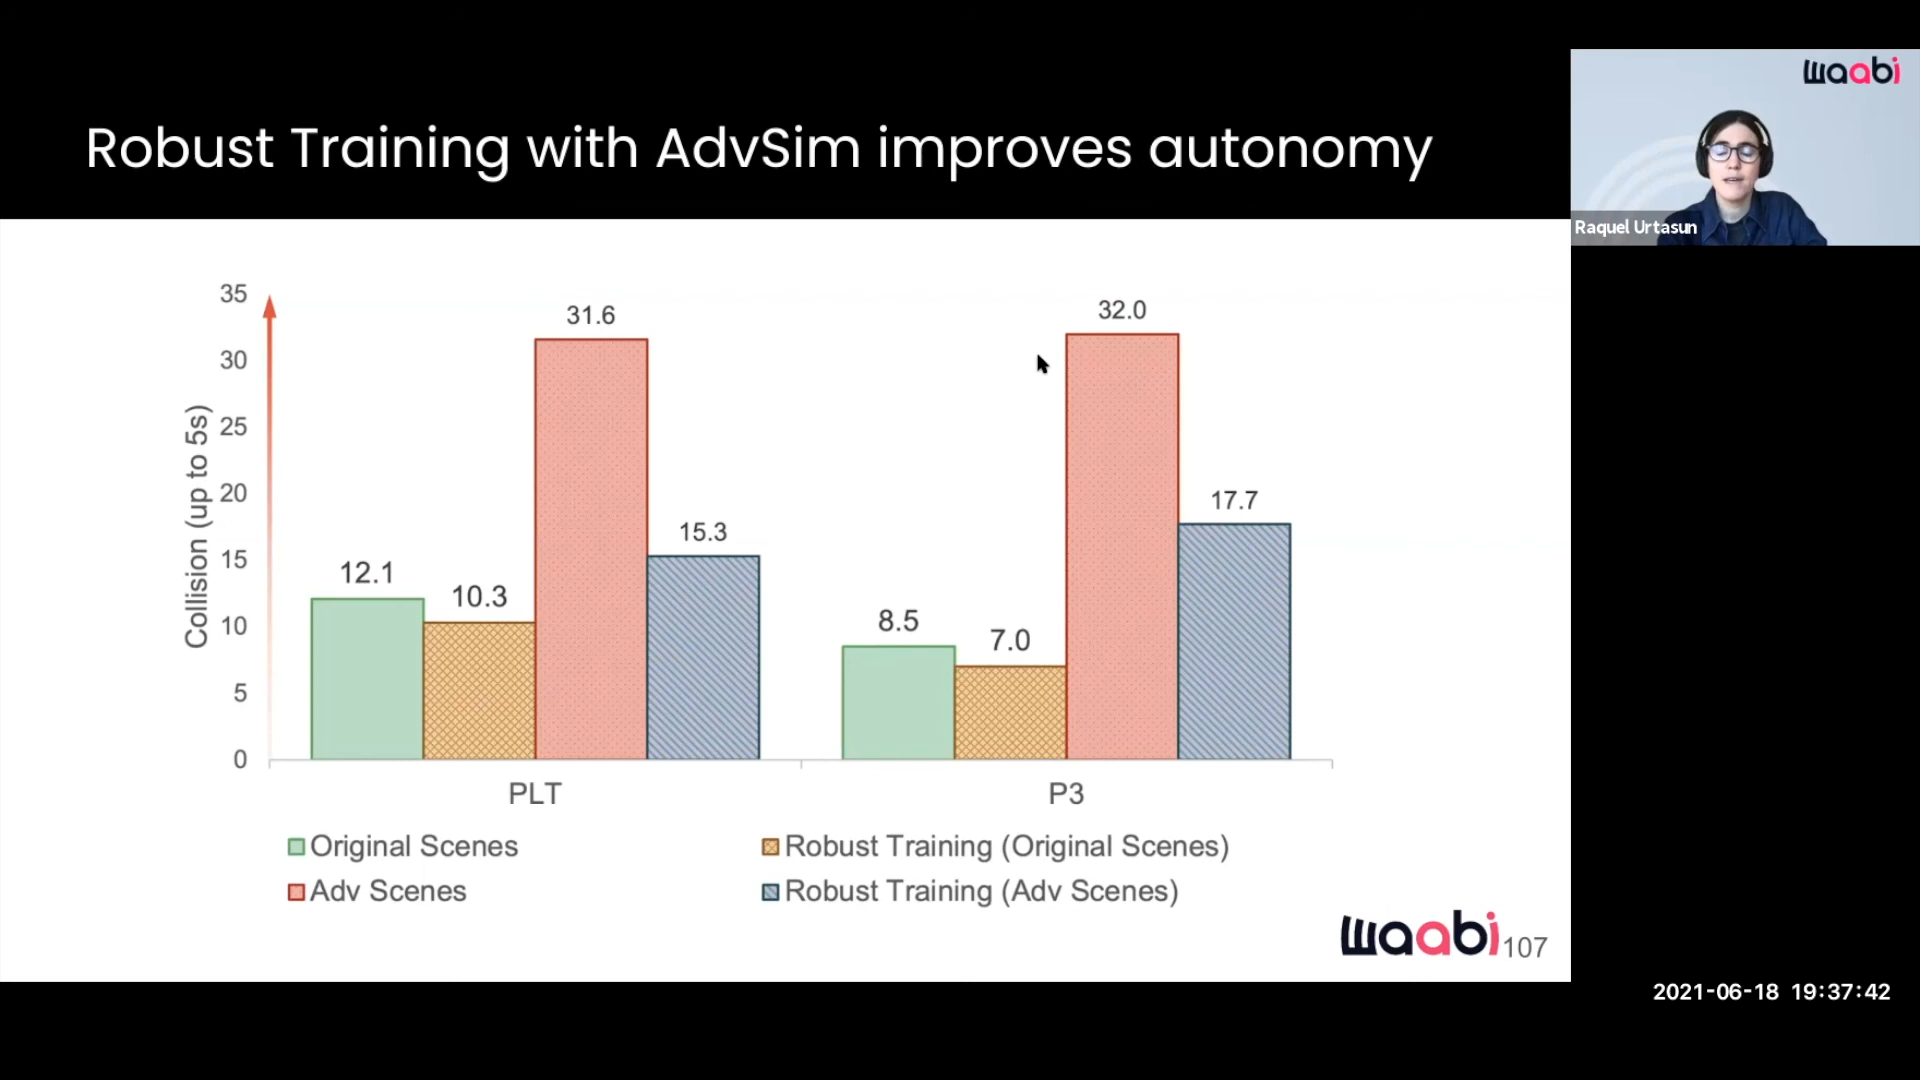 waabi
Robust Training with AdvSim improves autonomy
Raquel Urtasun
Collision (up to 5s)
35
30
25
20
15
10
5
0
12.1
10.3
31.6
15.3
8.5
7.0
32.0
17.7
PLT
P3
Original Scenes
Robust Training (Original Scenes)
Adv Scenes
Robust Training (Adv Scenes)
waabi 107
2021-06-18 19:37:42